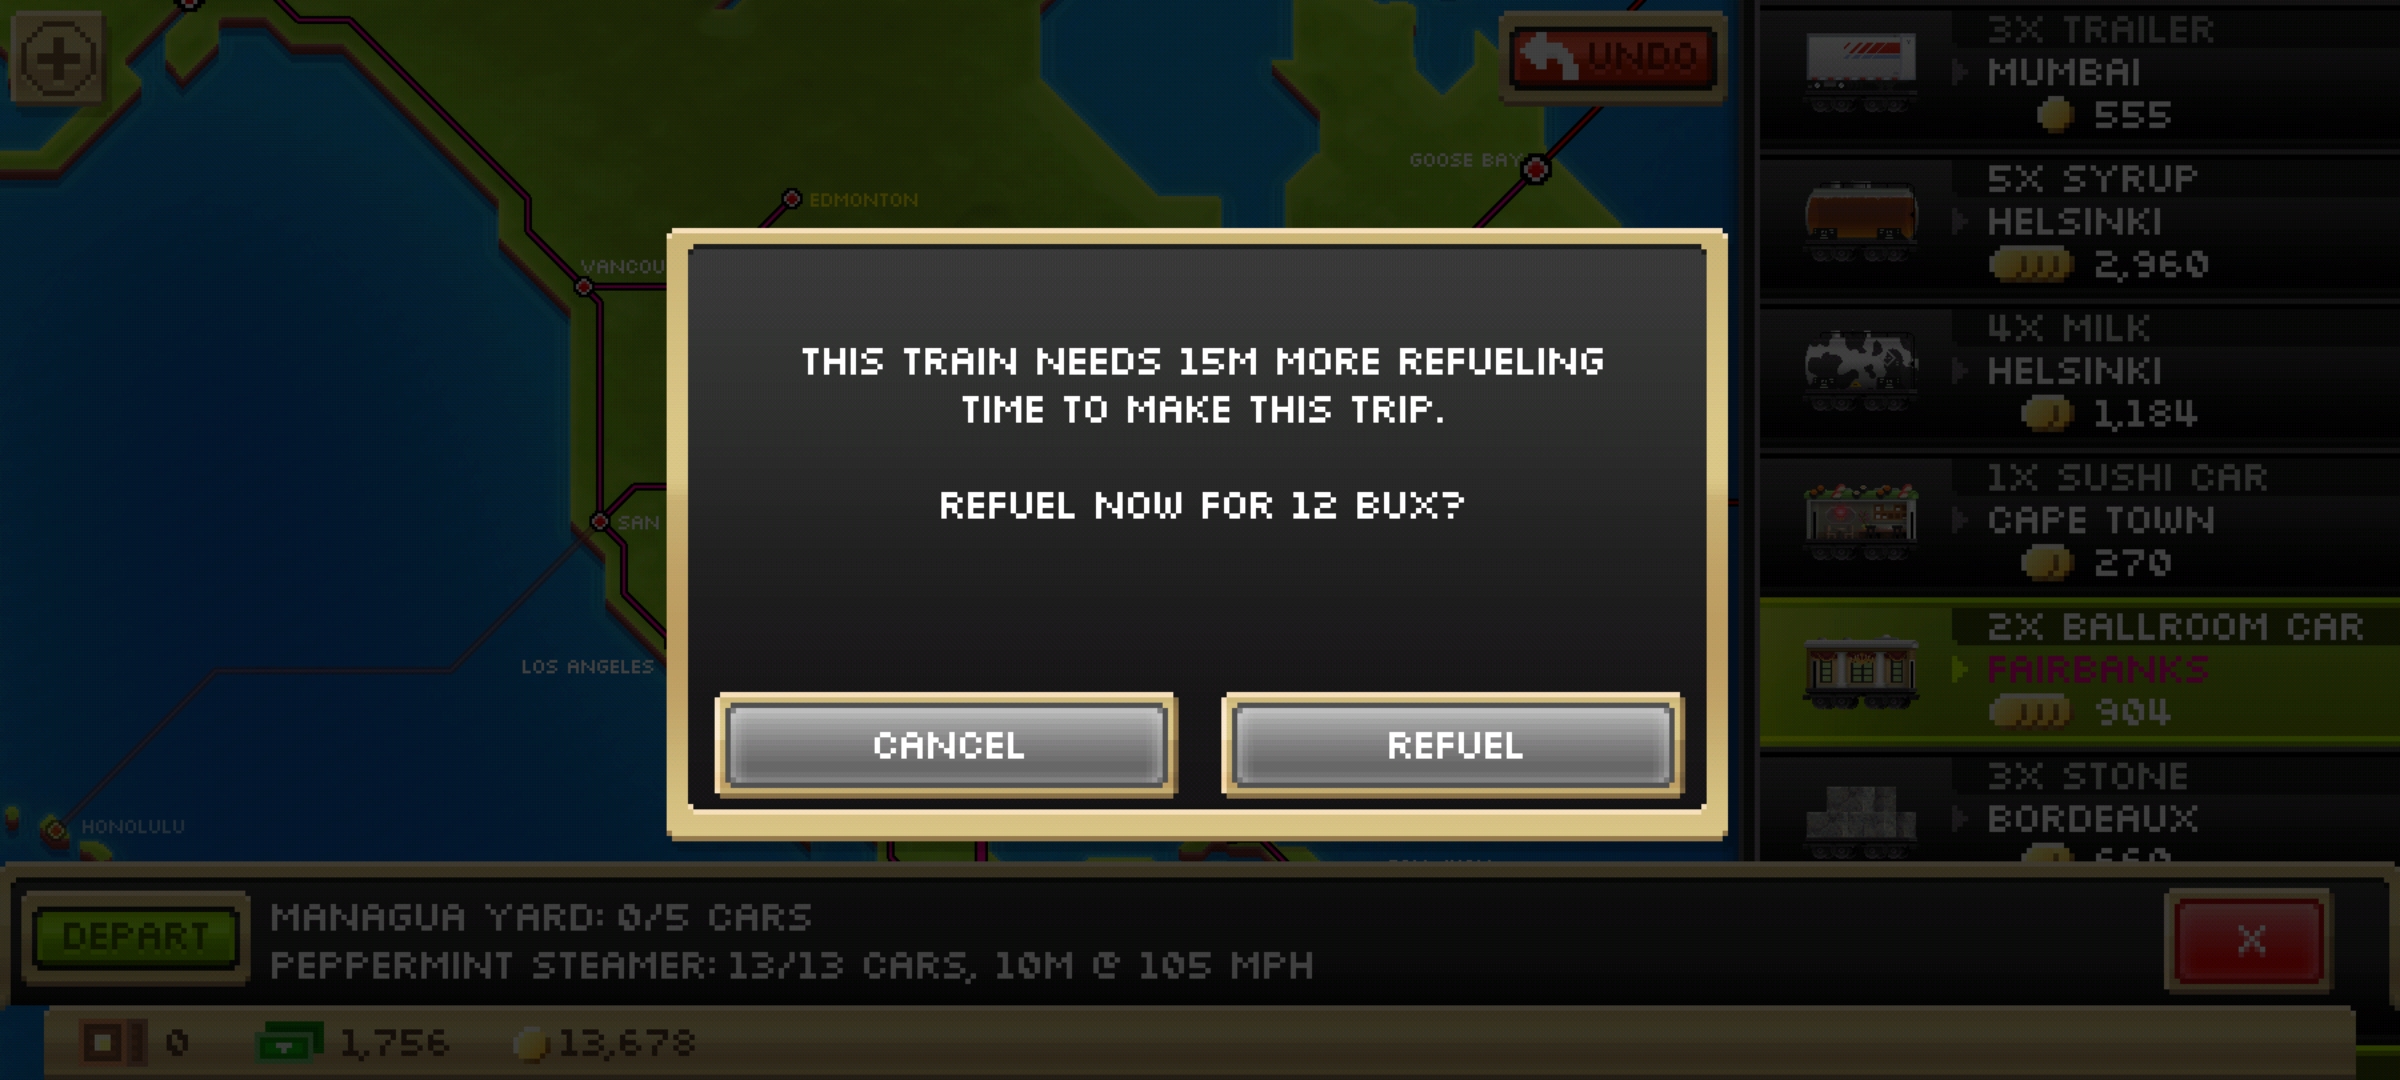 UNDO
GOOSE BAY
EDMONTON
VANCOU
SAN
LOS ANGELES
HONOLULU
THIS TRAIN NEEDS 15M MORE REFUELING
TIME TO MAKE THIS TRIP.
REFUEL NOW FOR 12 BUX?
CANCEL
REFUEL
3X TRAILER
MUMBAI
555
5X SYRUP
HELSINKI
2,960
4X MILK
HELSINKI
1,184
1X SUSHI CAR
CAPE TOWN
270
2X BALLROOM CAR
FAIRBANKS
904
3X STONE
BORDEAUX
DEPART
MANAGUA YARD: 0/5 CARS
PEPPERMINT STEAMER: 13/13 CARS, 10M @ 105 MPH
X
0
1,756
13,678